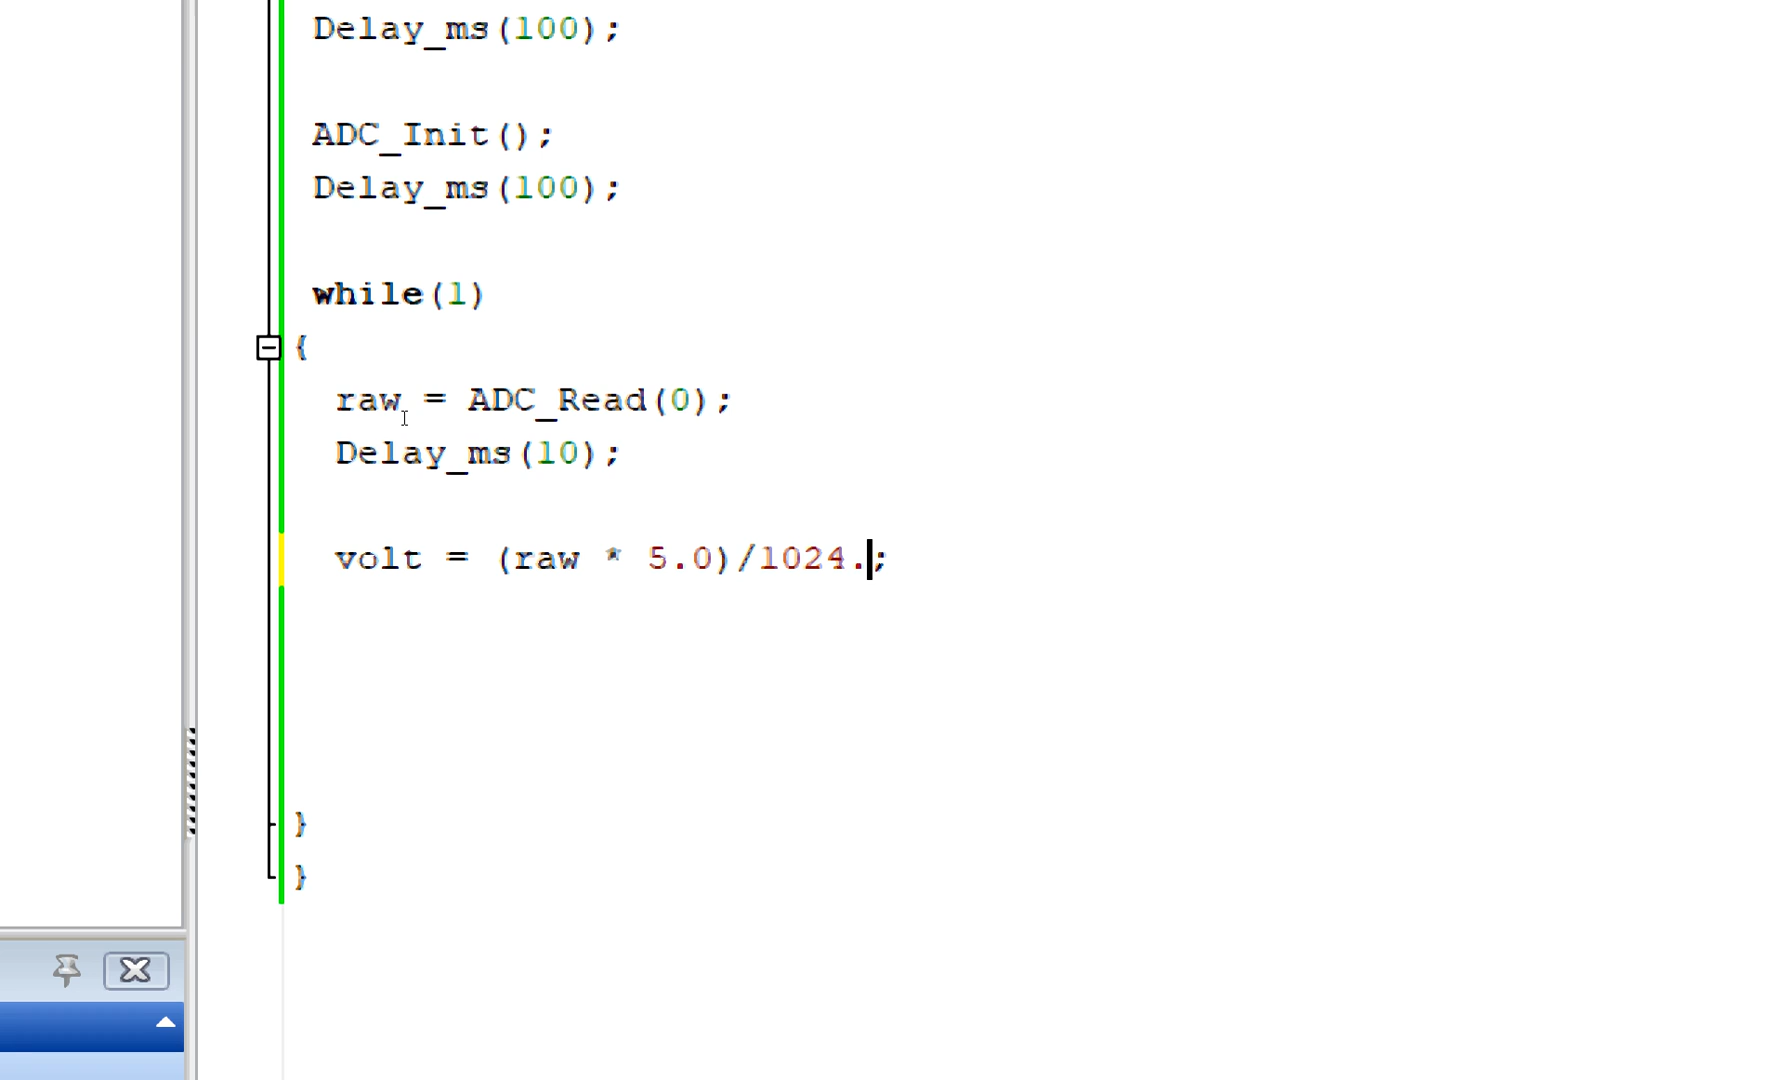 Delay_ms(100);
ADC_Init();
Delay_ms(100);
while(1)
{
raw = ADC_Read(0);
Delay_ms(10);
volt = (raw * 5.0)/1024.;
}
}